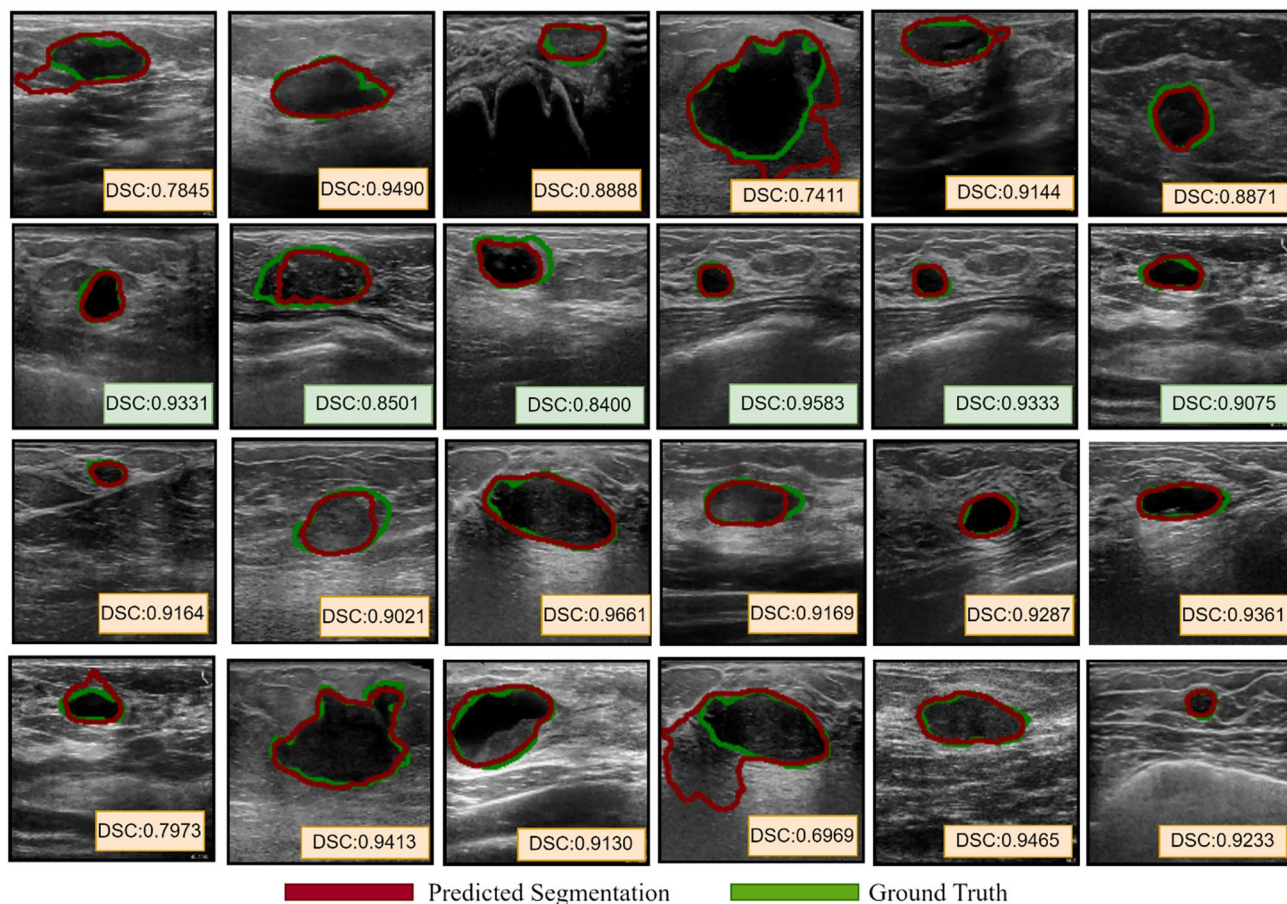 DSC:0.7845
DSC:0.9490
DSC:0.8888
DSC:0.7411
DSC:0.9144
DSC:0.8871
DSC:0.9331
DSC:0.8501
DSC:0.8400
DSC:0.9583
DSC:0.9333
DSC:0.9075
DSC:0.9164
DSC:0.9021
DSC:0.9661
DSC:0.9169
DSC:0.9287
DSC:0.9361
DSC:0.7973
DSC:0.9413
DSC:0.9130
DSC:0.6969
DSC:0.9465
DSC:0.9233
Predicted Segmentation
Ground Truth